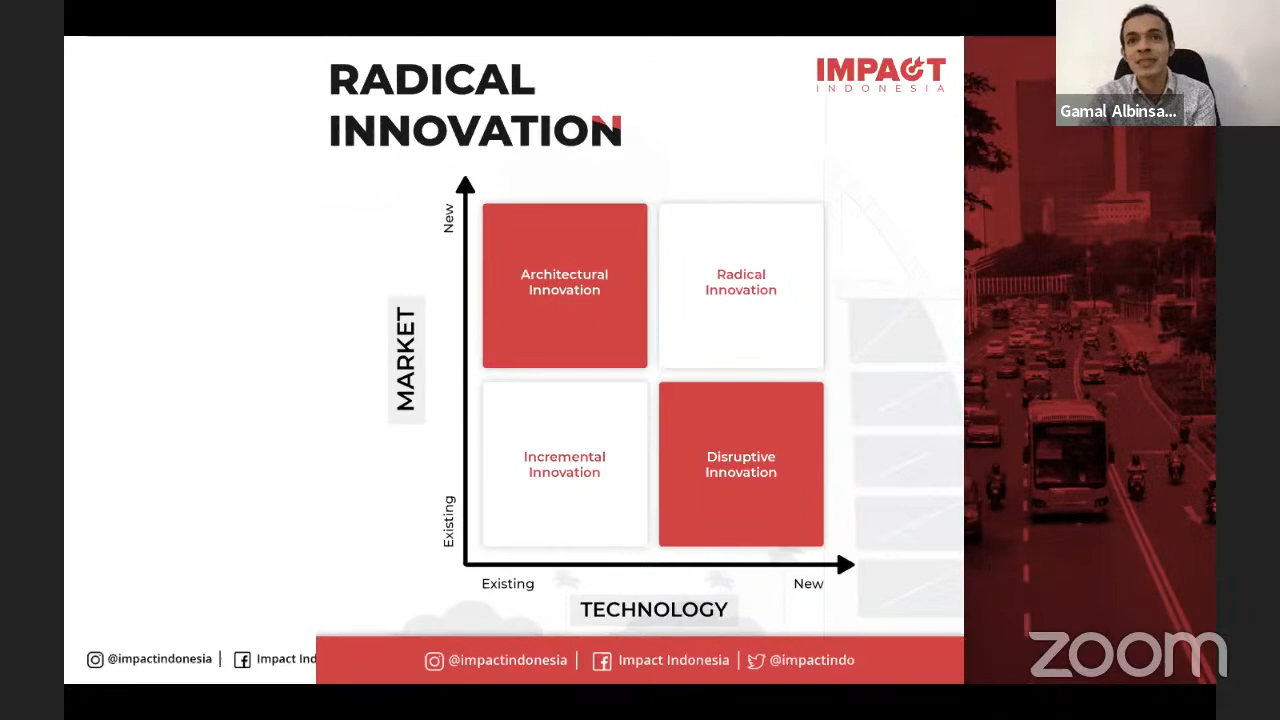 RADICAL
INNOVATION
IMPACT
INDONESIA
Gamal Albinsa...
New
MARKET
Existing
Architectural
Innovation
Radical
Innovation
Incremental
Innovation
Disruptive
Innovation
Existing
New
TECHNOLOGY
@impactindonesia | Impact Ind
@impactindonesia | Impact Indonesia | @impactindo
zoom